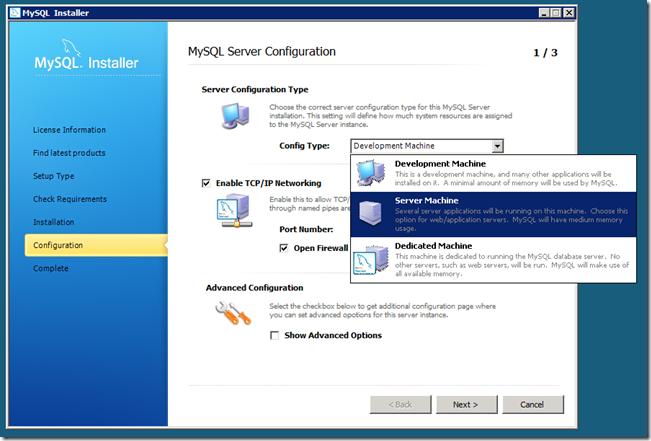 MySQL Installer
MySQL. Installer
License Information
Find latest products
Setup Type
Check Requirements
Installation
Configuration
Complete
MySQL Server Configuration
1 / 3
Server Configuration Type
Choose the correct server configuration type for this MySQL Server
installation. This setting will define how much system resources are assigned
to the MySQL Server instance.
Config Type:
Development Machine
Development Machine
This is a development machine, and many other applications will be
installed on it. A minimal amount of memory will be used by MySQL.
Server Machine
Several server applications will be running on this machine. Choose this
option for web/application servers. MySQL will have medium memory
usage.
Dedicated Machine
This machine is dedicated to running the MySQL database server. No
other servers, such as web servers, will be run. MySQL will make use of
all available memory.
Enable TCP/IP Networking
Enable this to allow TCP/
through named pipes are
Port Number:
Open Firewall
Advanced Configuration
Select the checkbox below to get additional configuration page where
you can set advanced options for this server instance.
Show Advanced Options
< Back
Next >
Cancel